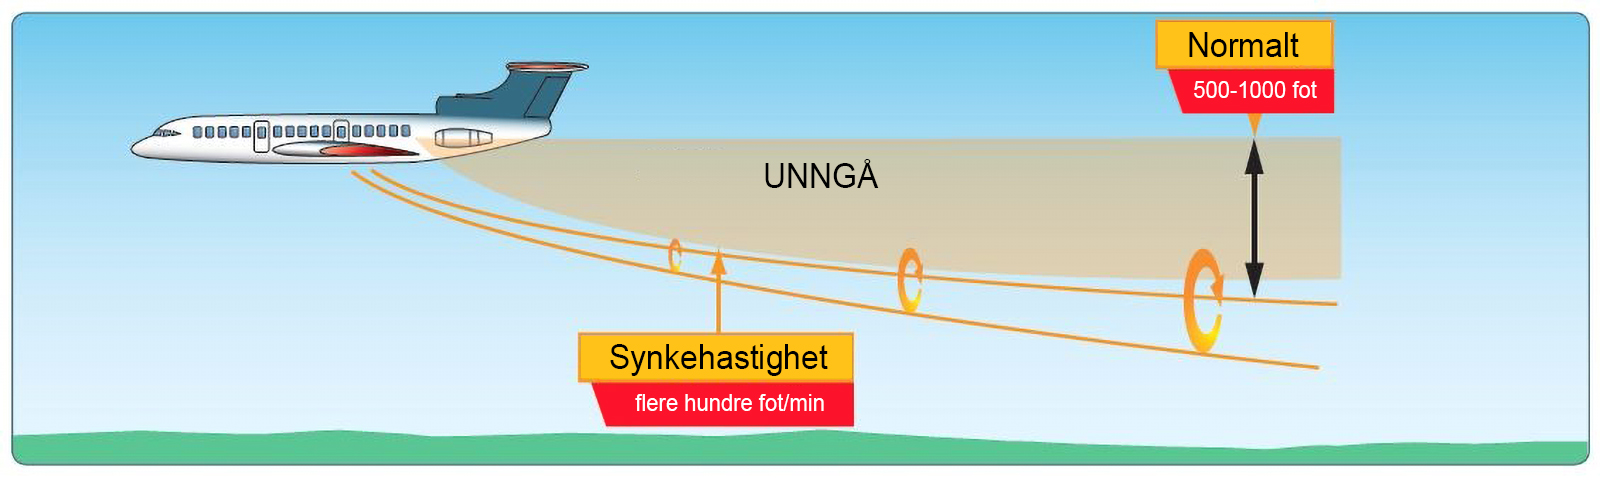 Normalt
500-1000 fot
UNNGÅ
Synkehastighet
flere hundre fot/min